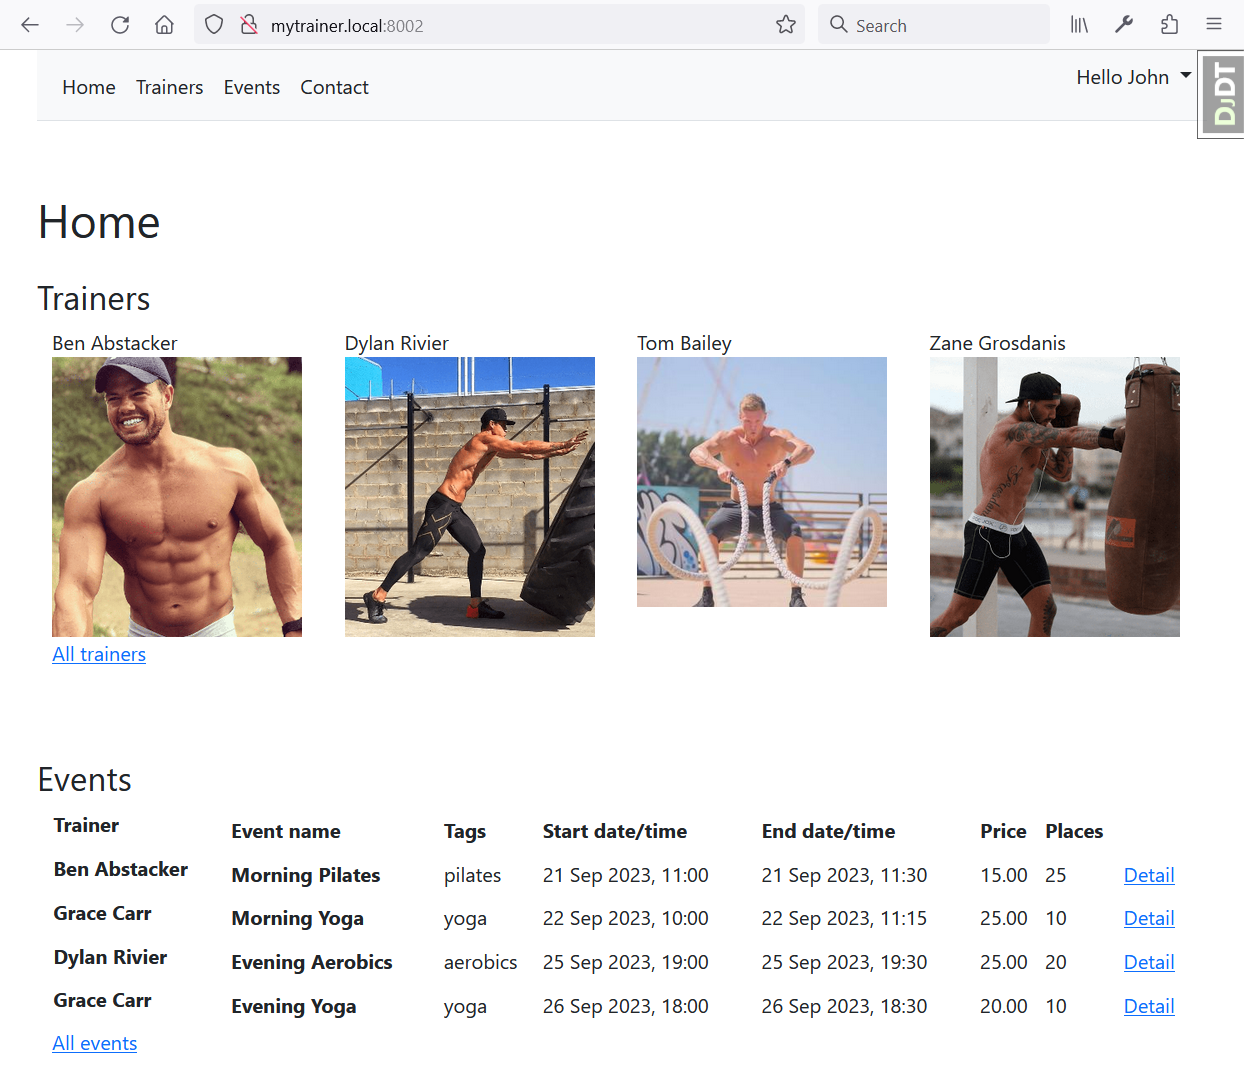 mytrainer.local:8002
Search
Home Trainers Events Contact
Hello John
DJDT
Home
Trainers
Ben Abstacker Dylan Rivier Tom Bailey Zane Grosdanis
All trainers
Events
Trainer Event name Tags Start date/time End date/time Price Places
Ben Abstacker Morning Pilates pilates 21 Sep 2023, 11:00 21 Sep 2023, 11:30 15.00 25 Detail
Grace Carr Morning Yoga yoga 22 Sep 2023, 10:00 22 Sep 2023, 11:15 25.00 10 Detail
Dylan Rivier Evening Aerobics aerobics 25 Sep 2023, 19:00 25 Sep 2023, 19:30 25.00 20 Detail
Grace Carr Evening Yoga yoga 26 Sep 2023, 18:00 26 Sep 2023, 18:30 20.00 10 Detail
All events